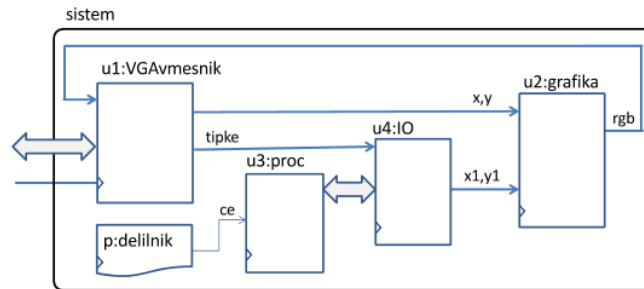 sistem
u1:VGAvmesnik
u2:grafika
x,y
rgb
tipke
u4:IO
u3:proc
x1,y1
ce
p:delilnik